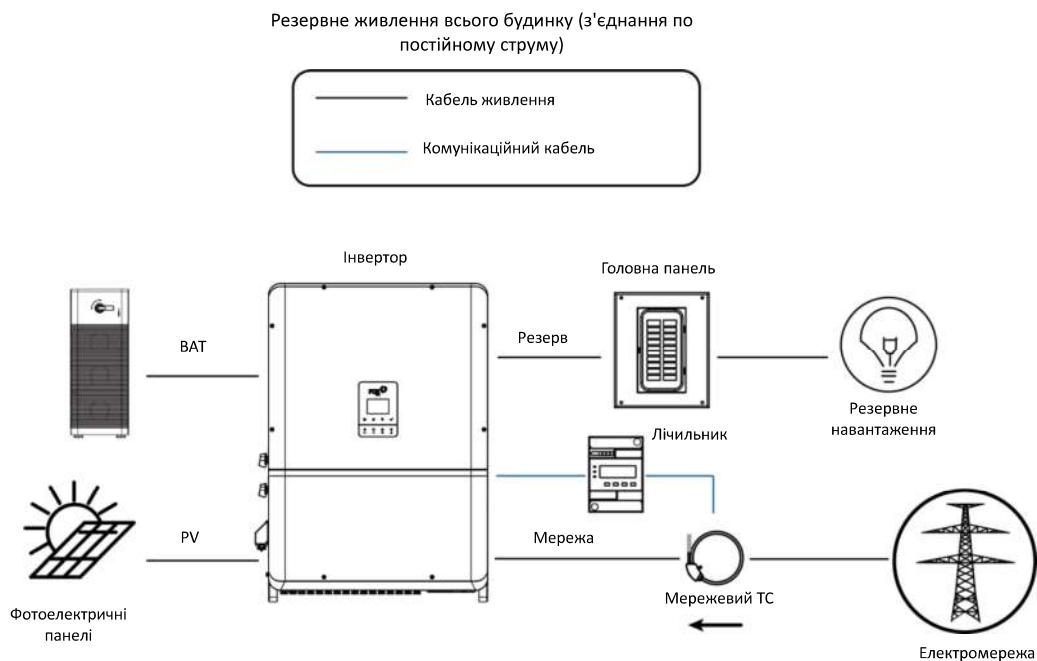 Резервне живлення всього будинку (з'єднання по
постійному струму)
Кабель живлення
Комунікаційний кабель
Інвертор
Головна панель
BAT
Резерв
Резервне
навантаження
Лічильник
PV
Мережа
Мережевий ТС
Фотоелектричні
панелі
Електромережа